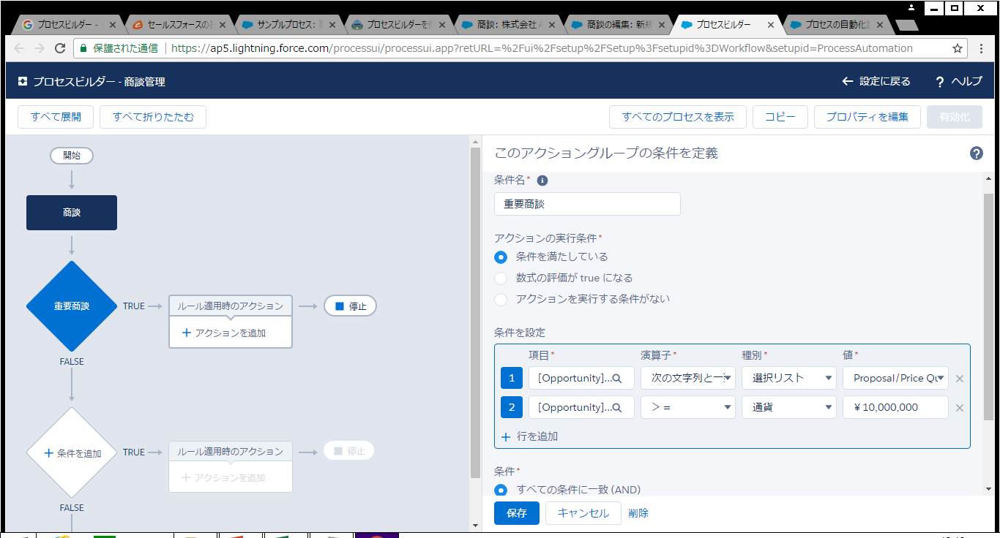 プロセスビルダー -
セールスフォースの基
サンプルプロセス: 商
プロセスビルダーを使
商談: 株式会社 A
商談の編集: 新規
プロセスビルダー
プロセスの自動化
保護された通信
https://ap5.lightning.force.com/processui/processui.app?retURL=%2Fui%2Fsetup%2FSetup%3Fsetupid%3DWorkflow&setupid=ProcessAutomation
プロセスビルダー - 商談管理
設定に戻る
? ヘルプ
すべて展開
すべて折りたたむ
すべてのプロセスを表示
コピー
プロパティを編集
有効化
開始
商談
重要商談
TRUE
ルール適用時のアクション
+ アクションを追加
停止
FALSE
+ 条件を追加
TRUE
ルール適用時のアクション
+ アクションを追加
停止
FALSE
このアクショングループの条件を定義
?
条件名*
重要商談
アクションの実行条件*
条件を満たしている
数式の評価が true になる
アクションを実行する条件がない
条件を設定
項目* 演算子* 種別* 値*
1 [Opportunity]... 次の文字列と一 選択リスト Proposal/Price Qu
2 [Opportunity]... > = 通貨 ¥10,000,000
+ 行を追加
条件*
すべての条件に一致 (AND)
保存
キャンセル
削除